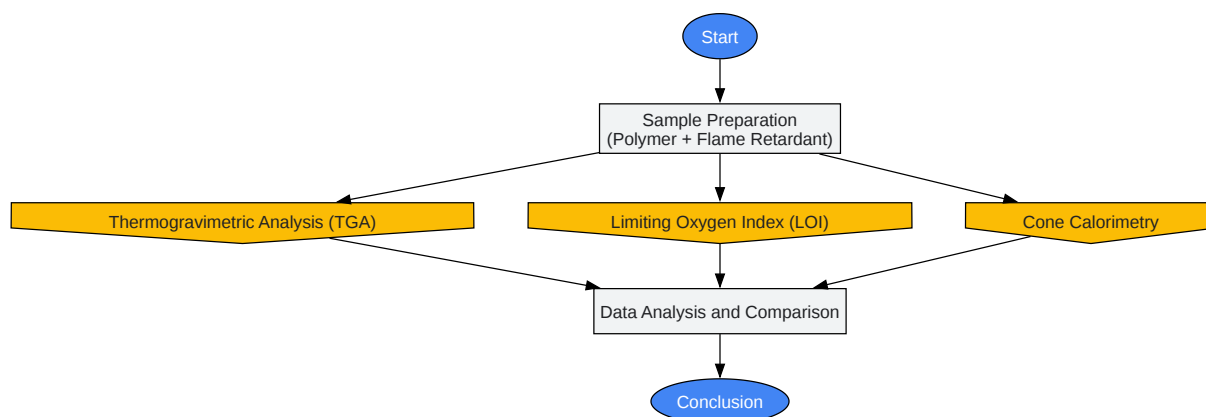 Start
Sample Preparation
(Polymer + Flame Retardant)
Thermogravimetric Analysis (TGA)
Limiting Oxygen Index (LOI)
Cone Calorimetry
Data Analysis and Comparison
Conclusion